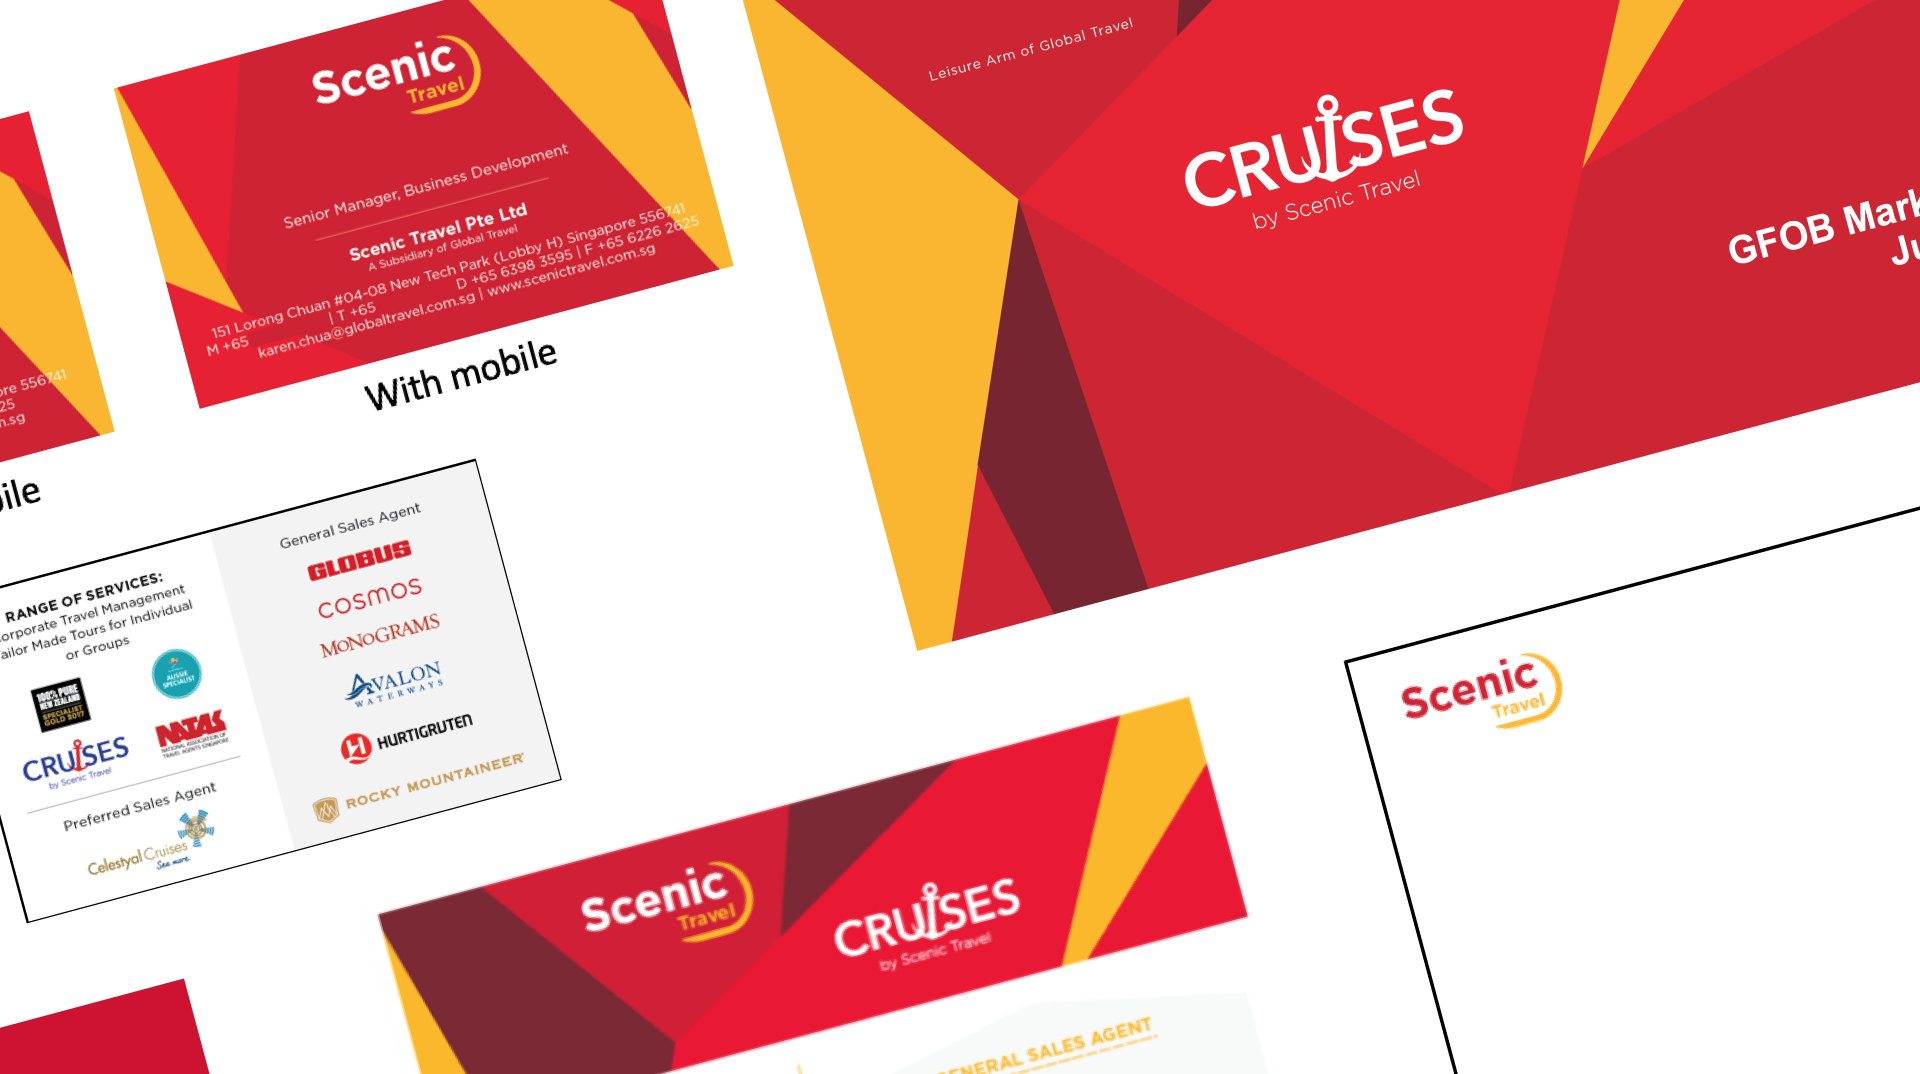 Scenic
Travel
Senior Manager, Business Development
Scenic Travel Pte Ltd
A Subsidiary of Global Travel
151 Lorong Chuan #04-08 New Tech Park (Lobby H) Singapore 556741
M +65 | T +65 D +65 6398 3595 | F +65 6226 2625
karen.chua@globaltravel.com.sg | www.scenictravel.com.sg
With mobile
556741
25
.sg
Leisure Arm of Global Travel
CRUISES
by Scenic Travel
GFOB
RANGE OF SERVICES:
Corporate Travel Management
Tailor Made Tours for Individual
or Groups
100% PURE
NEW ZEALAND
SPECIALIST
GOLD 2017
AUSSIE
SPECIALIST
CRUISES
by Scenic Travel
NATAS
NATIONAL ASSOCIATION OF
TRAVEL AGENTS SINGAPORE
Preferred Sales Agent
Celestyal Cruises
See more
General Sales Agent
GLOBUS
COSMOS
MONOGRAMS
AVALON
WATERWAYS
HURTIGRUTEN
ROCKY MOUNTAINEER
Scenic
Travel
CRUISES
by Scenic Travel
GENERAL SALES AGENT
Scenic
Travel